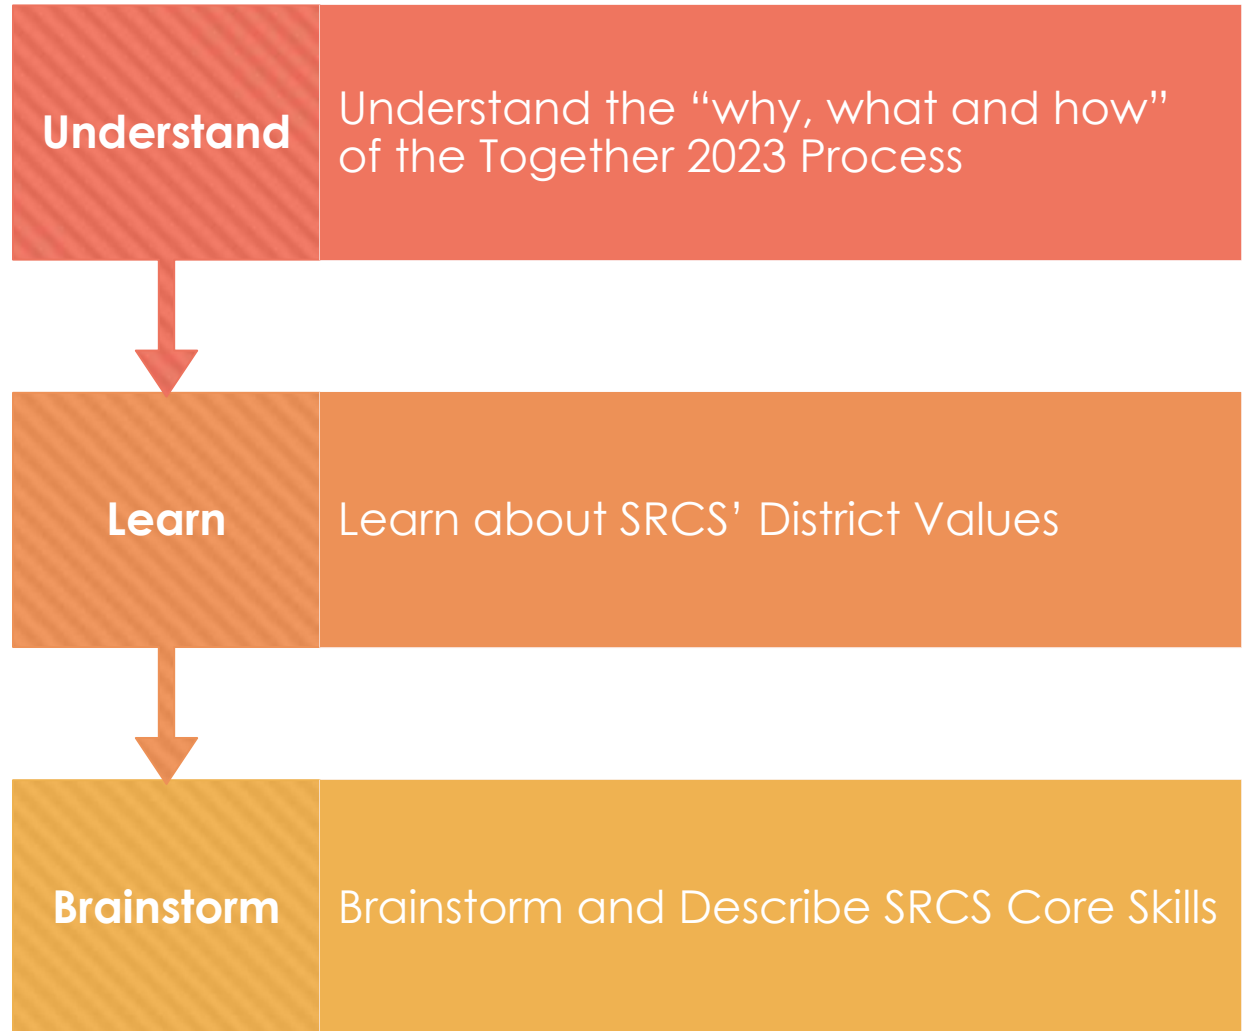 Understand
Understand the “why, what and how”
of the Together 2023 Process
Learn
Learn about SRCS’ District Values
Brainstorm
Brainstorm and Describe SRCS Core Skills